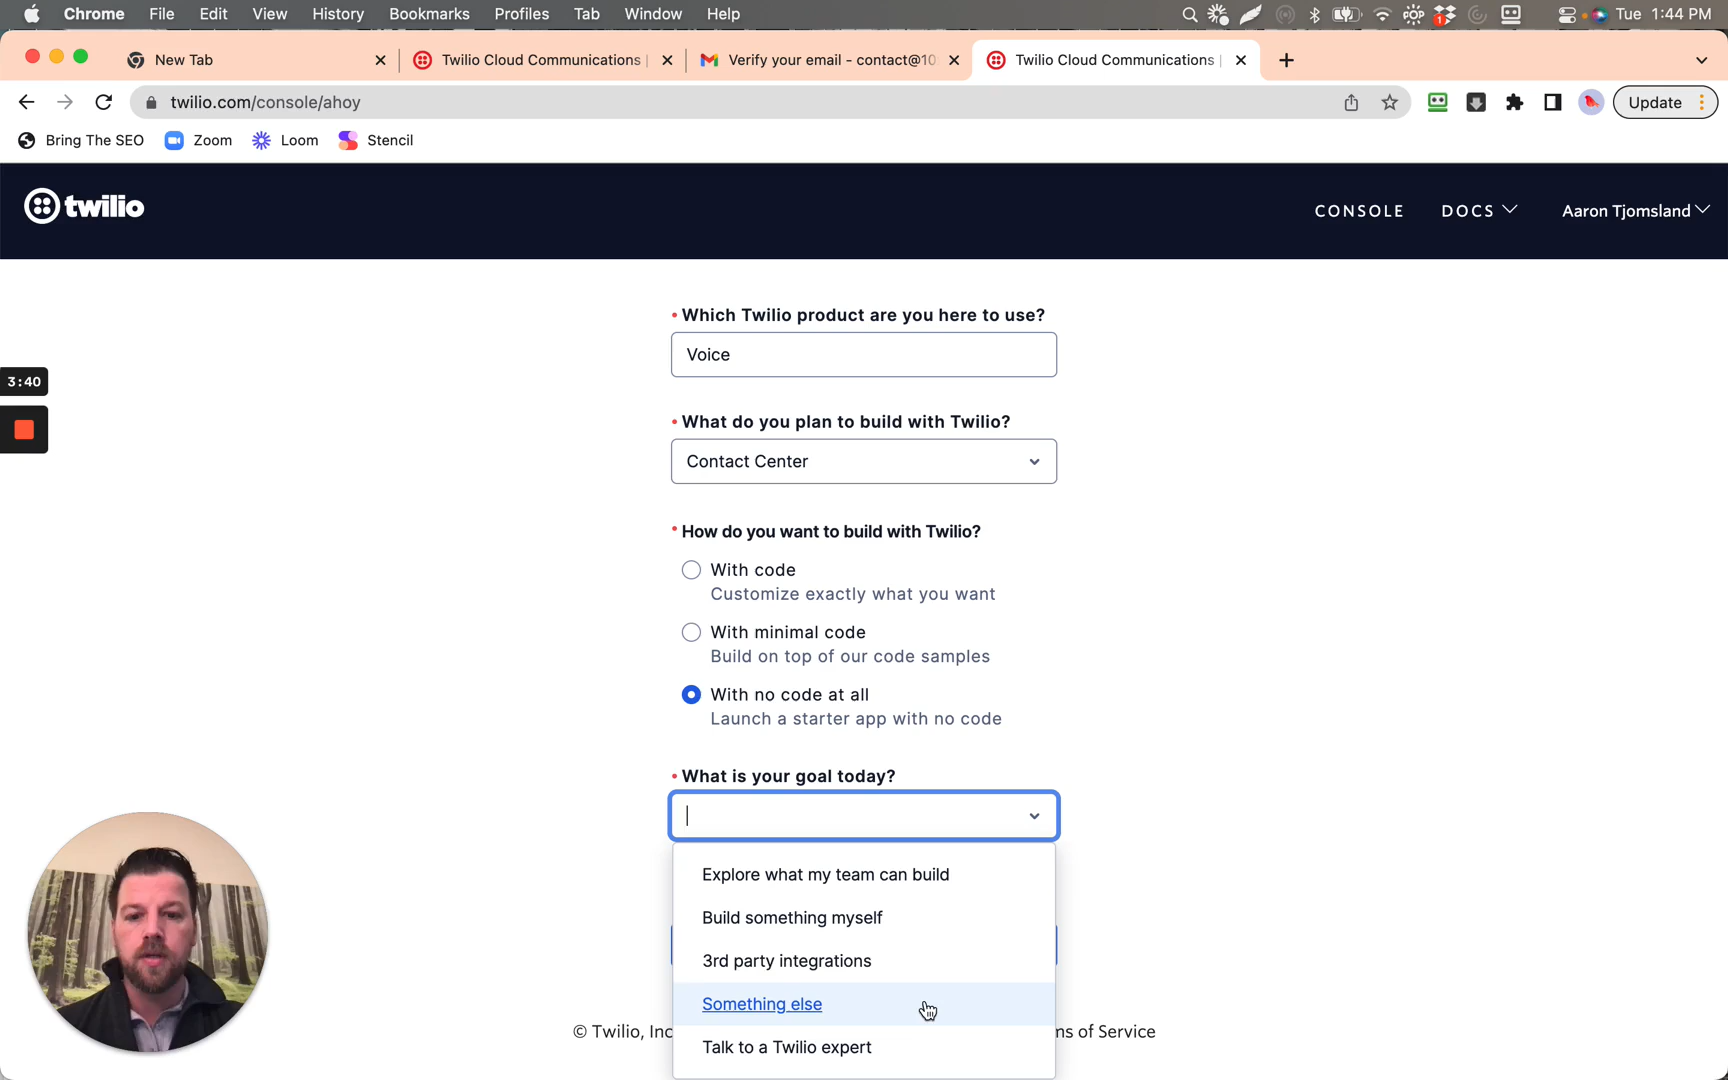 Chrome File Edit View History Bookmarks Profiles Tab Window Help 1 Tue 1:44 PM
New Tab Twilio Cloud Communications | Verify your email - contact@10 Twilio Cloud Communications |
twilio.com/console/ahoy Update
Bring The SEO Zoom Loom Stencil
twilio CONSOLE DOCS Aaron Tjomsland
• Which Twilio product are you here to use?
Voice
3:40
• What do you plan to build with Twilio?
Contact Center
• How do you want to build with Twilio?
With code
Customize exactly what you want
With minimal code
Build on top of our code samples
With no code at all
Launch a starter app with no code
• What is your goal today?
Explore what my team can build
Build something myself
3rd party integrations
Something else
© Twilio, Inc ms of Service
Talk to a Twilio expert